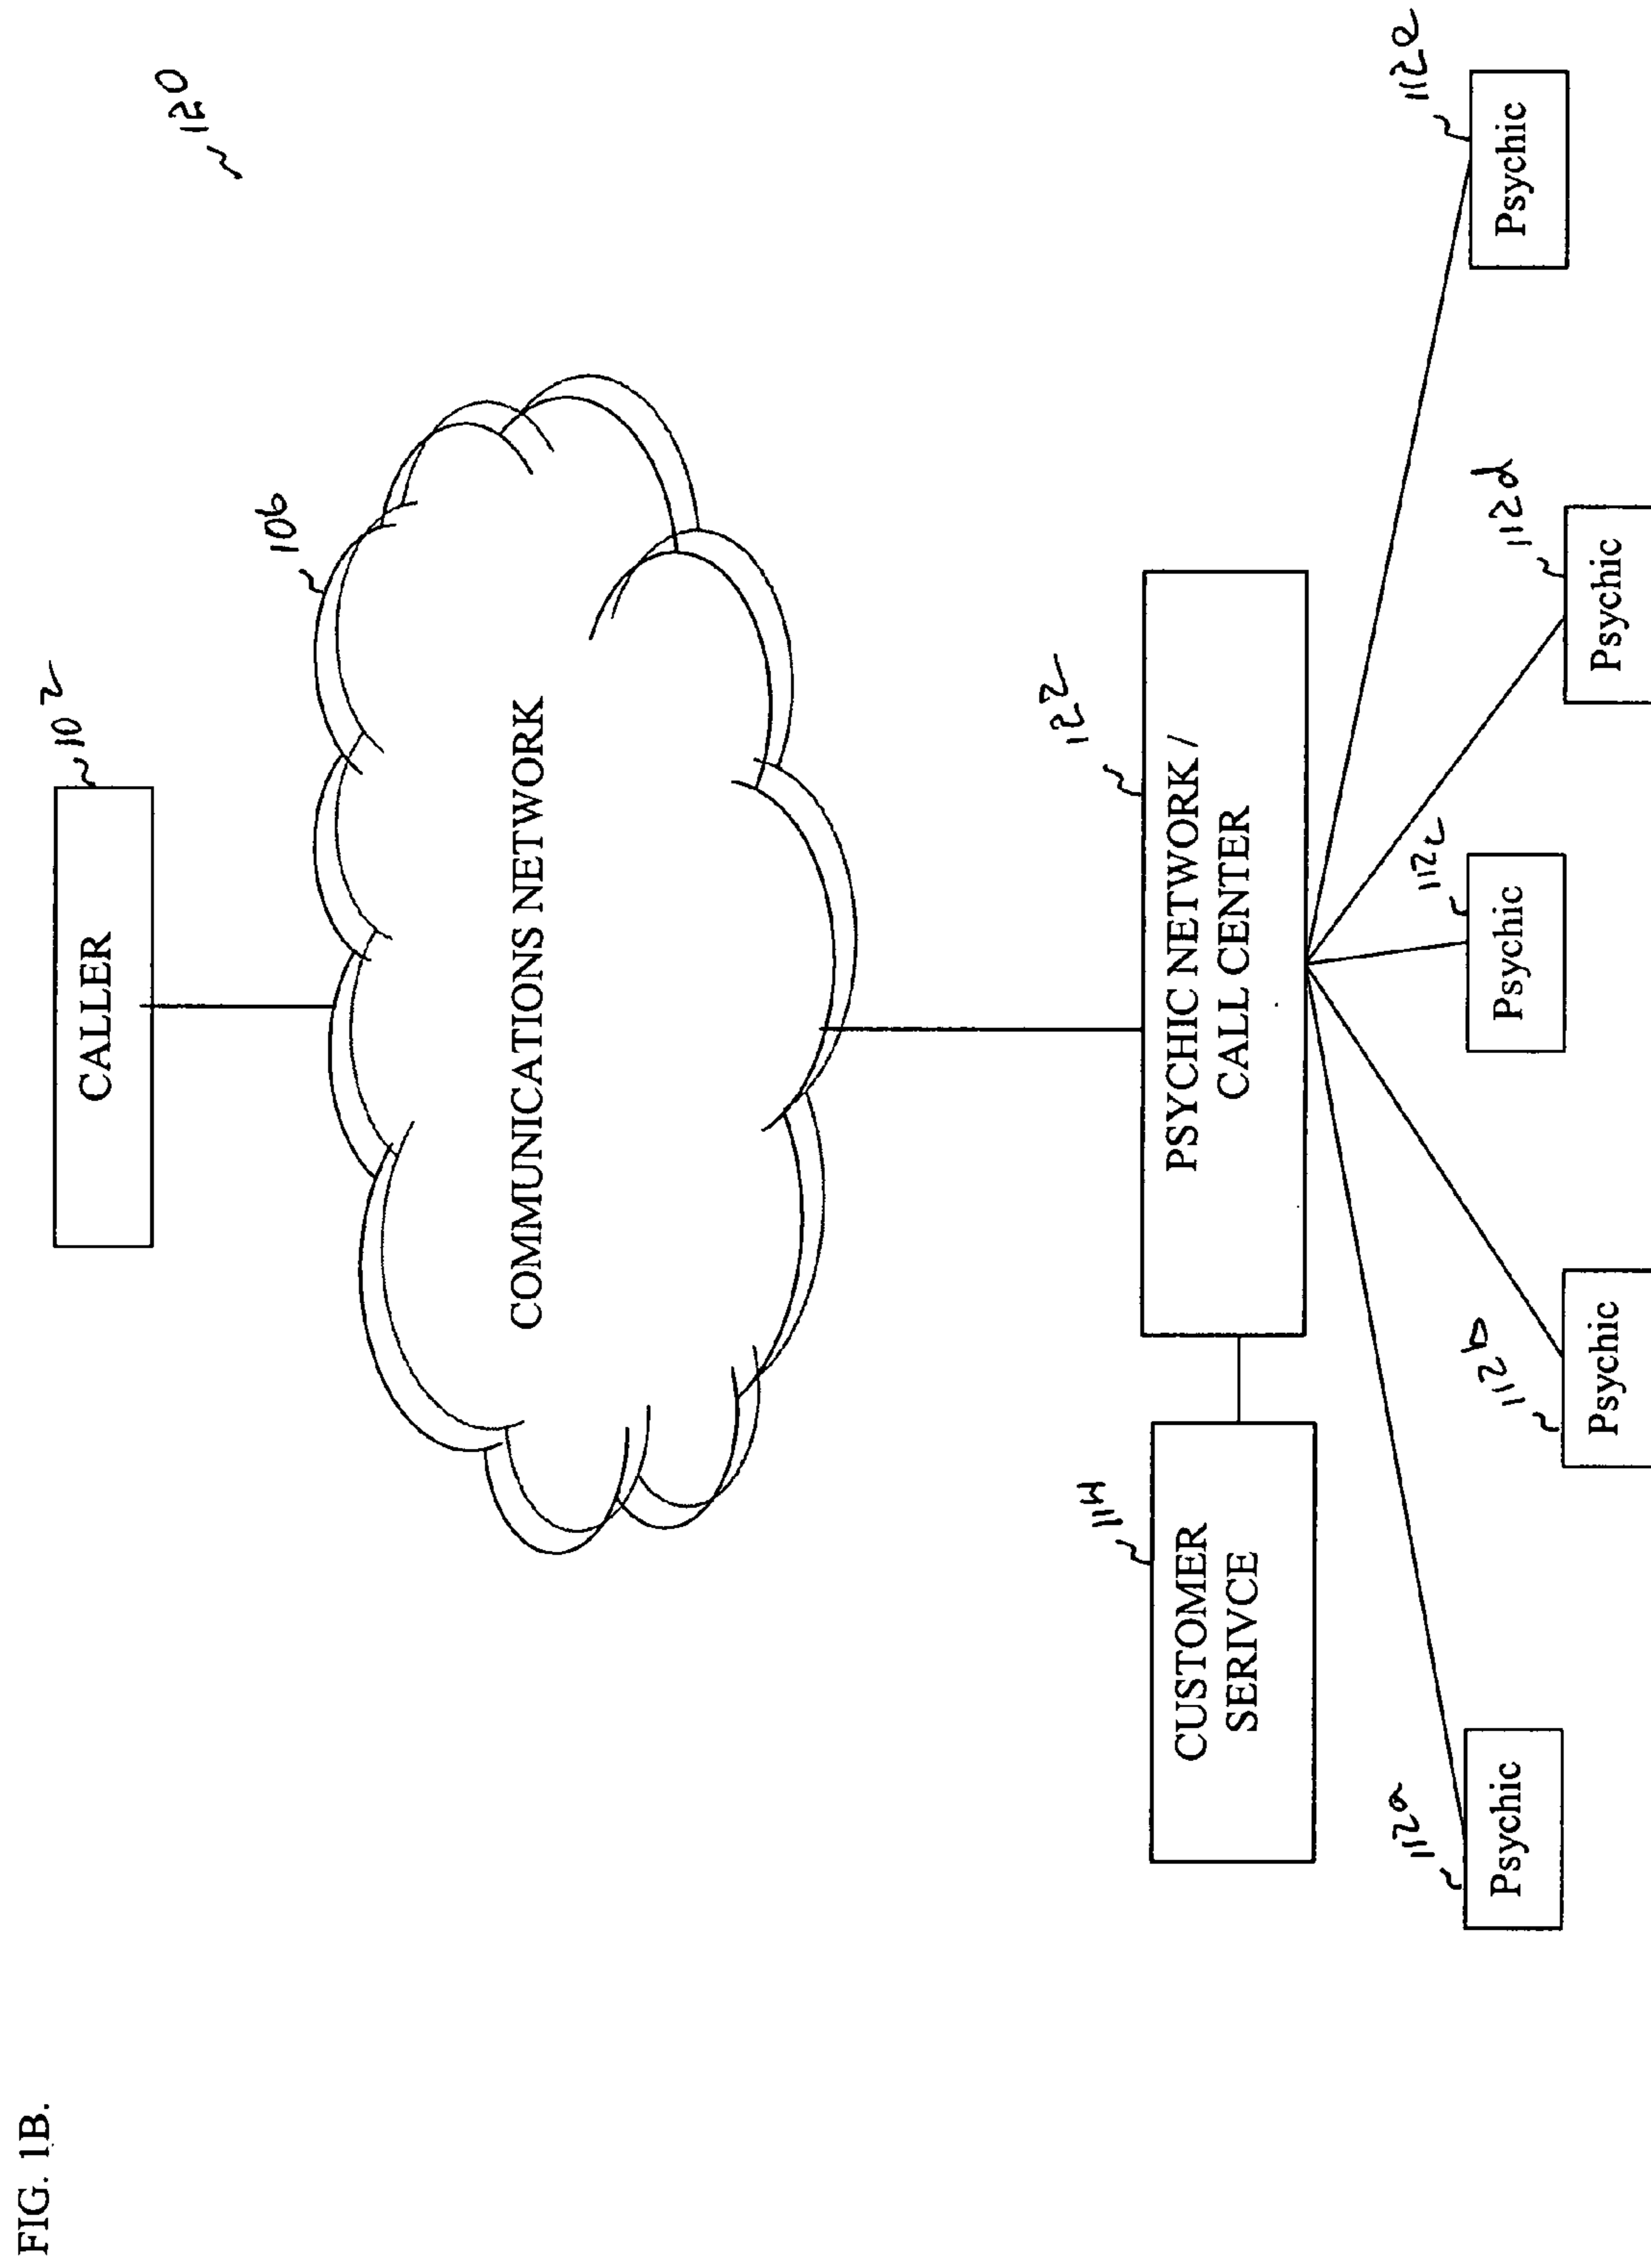 FIG. 1B.
120
CALLER
102
106
COMMUNICATIONS NETWORK
122
PSYCHIC NETWORK /
CALL CENTER
114
CUSTOMER
SERIVCE
112a
Psychic
112b
Psychic
112c
Psychic
112d
Psychic
112e
Psychic